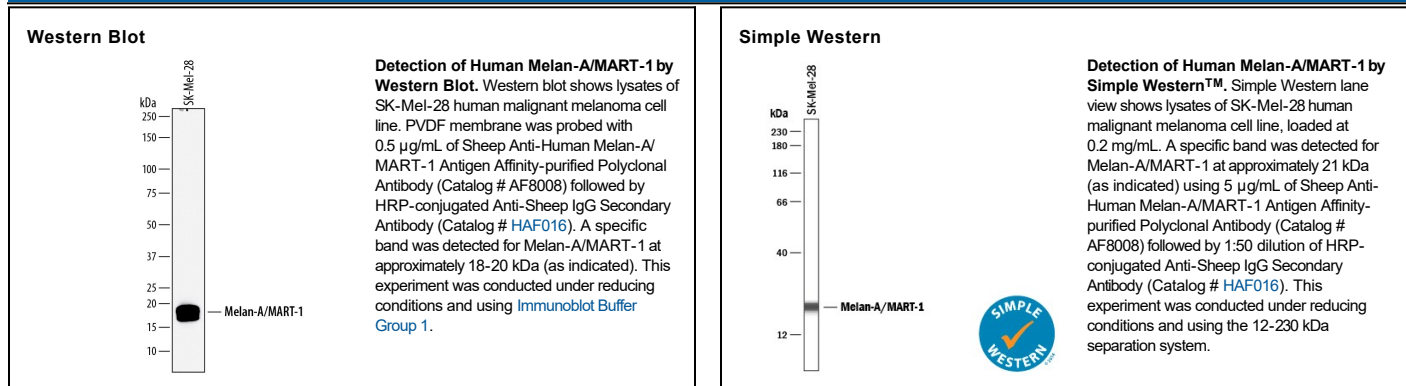 Western Blot
SK-Mel-28
kDa
250
150
100
75
50
37
25
20
15
10
Melan-A/MART-1
Detection of Human Melan-A/MART-1 by
Western Blot. Western blot shows lysates of
SK-Mel-28 human malignant melanoma cell
line. PVDF membrane was probed with
0.5 µg/mL of Sheep Anti-Human Melan-A/
MART-1 Antigen Affinity-purified Polyclonal
Antibody (Catalog # AF8008) followed by
HRP-conjugated Anti-Sheep IgG Secondary
Antibody (Catalog # HAF016). A specific
band was detected for Melan-A/MART-1 at
approximately 18-20 kDa (as indicated). This
experiment was conducted under reducing
conditions and using Immunoblot Buffer
Group 1.
Simple Western
SK-Mel-28
kDa
230
180
116
66
40
12
Melan-A/MART-1
SIMPLE
WESTERN
Detection of Human Melan-A/MART-1 by
Simple Western™. Simple Western lane
view shows lysates of SK-Mel-28 human
malignant melanoma cell line, loaded at
0.2 mg/mL. A specific band was detected for
Melan-A/MART-1 at approximately 21 kDa
(as indicated) using 5 µg/mL of Sheep Anti-
Human Melan-A/MART-1 Antigen Affinity-
purified Polyclonal Antibody (Catalog #
AF8008) followed by 1:50 dilution of HRP-
conjugated Anti-Sheep IgG Secondary
Antibody (Catalog # HAF016). This
experiment was conducted under reducing
conditions and using the 12-230 kDa
separation system.